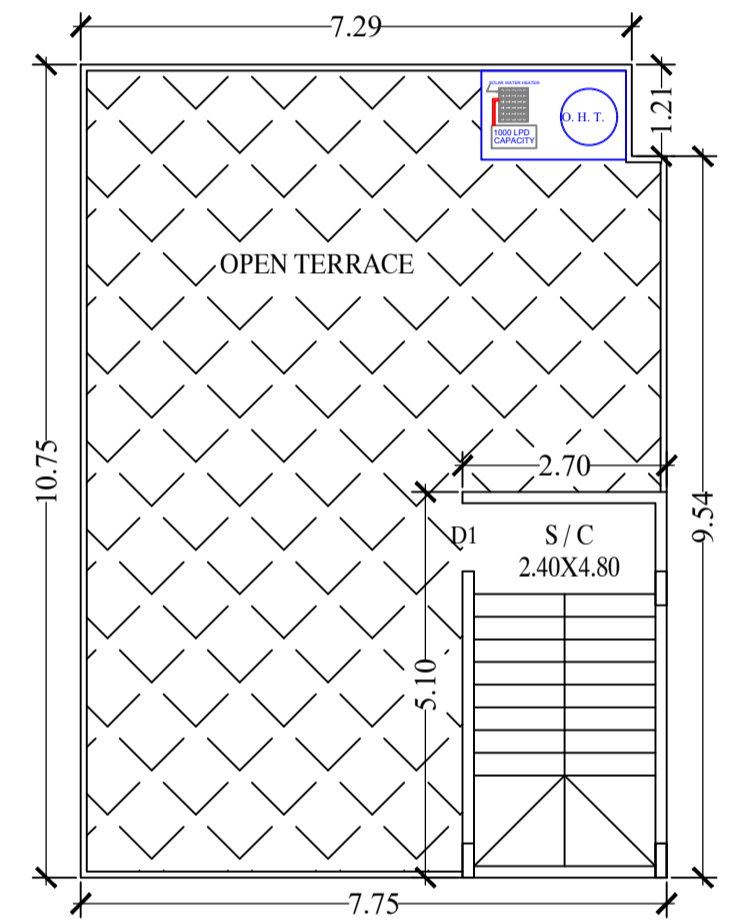 7.29
SOLAR WATER HEATER
O. H. T.
1000 LPD
CAPACITY
1.21
OPEN TERRACE
10.75
2.70
9.54
D1
S / C
2.40X4.80
5.10
7.75